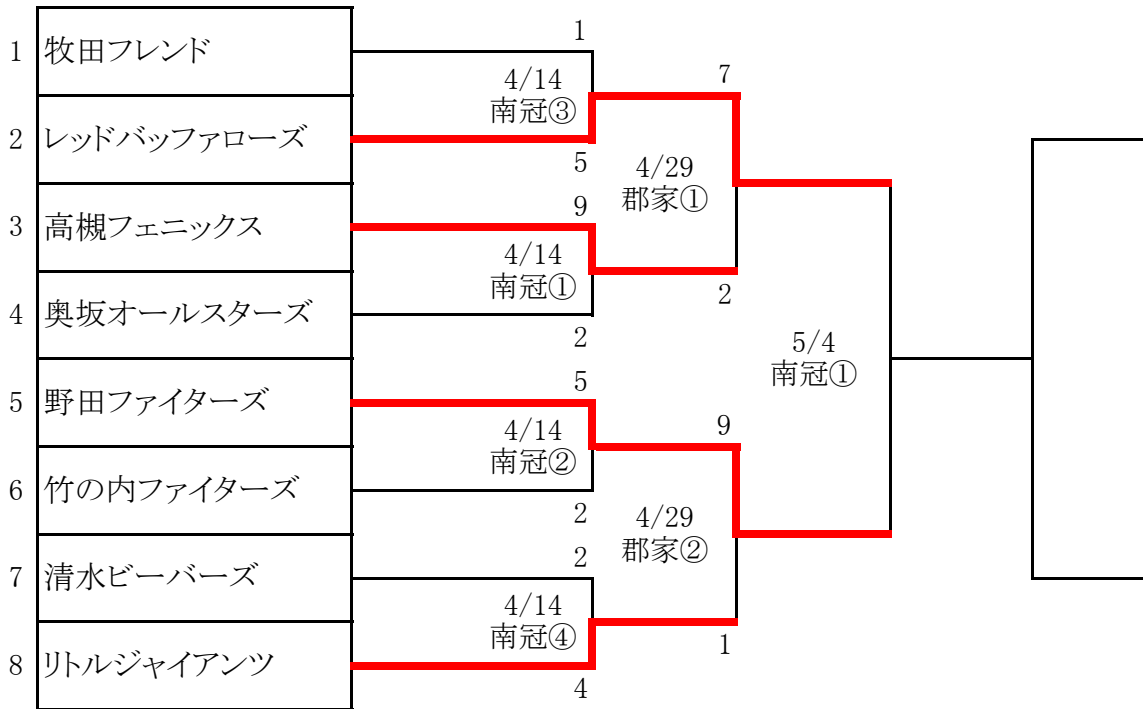 1 牧田フレンド 1
4/14
南冠③
7
2 レッドバッファローズ 5
4/29
郡家①
3 高槻フェニックス 9
4/14
南冠①
2
4 奥坂オールスターズ 2
5/4
南冠①
5 野田ファイターズ 5
4/14
南冠②
9
6 竹の内ファイターズ 2
4/29
郡家②
7 清水ビーバーズ 2
4/14
南冠④
1
8 リトルジャイアンツ 4